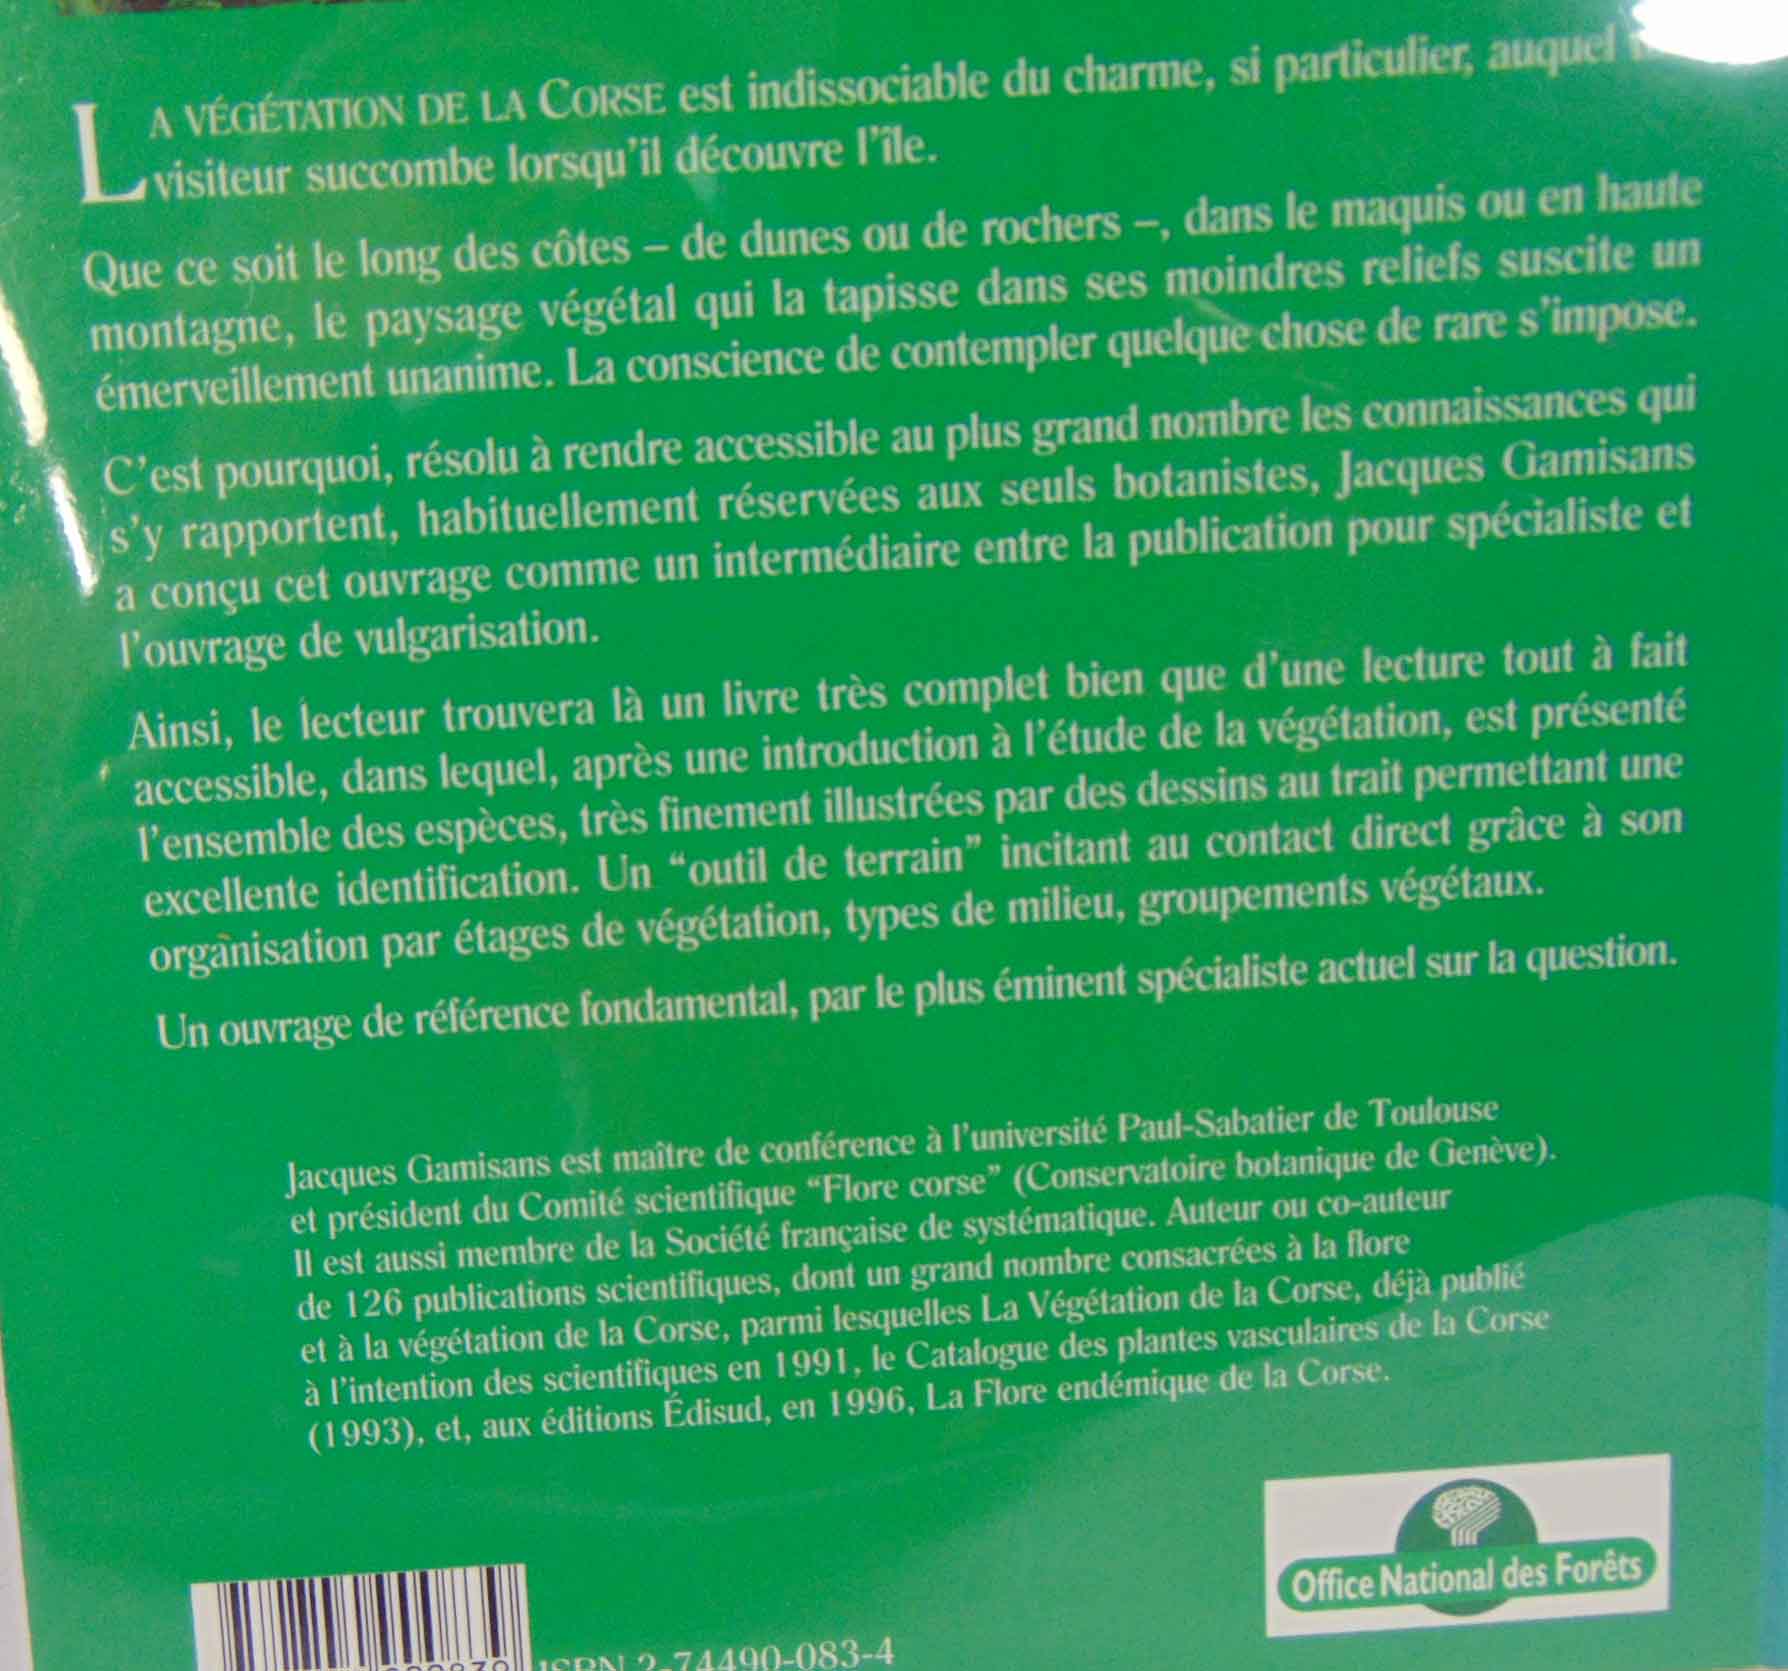 LA VÉGÉTATION DE LA CORSE est indissociable du charme, si particulier, auquel
visiteur succombe lorsqu'il découvre l'île.
Que ce soit le long des côtes – de dunes ou de rochers –, dans le maquis ou en haute
montagne, le paysage végétal qui la tapisse dans ses moindres reliefs suscite un
émerveillement unanime. La conscience de contempler quelque chose de rare s'impose.
C'est pourquoi, résolu à rendre accessible au plus grand nombre les connaissances qui
s'y rapportent, habituellement réservées aux seuls botanistes, Jacques Gamisans
a conçu cet ouvrage comme un intermédiaire entre la publication pour spécialiste et
l'ouvrage de vulgarisation.
Ainsi, le lecteur trouvera là un livre très complet bien que d'une lecture tout à fait
accessible, dans lequel, après une introduction à l'étude de la végétation, est présenté
l'ensemble des espèces, très finement illustrées par des dessins au trait permettant une
excellente identification. Un “outil de terrain” incitant au contact direct grâce à son
organisation par étages de végétation, types de milieu, groupements végétaux.
Un ouvrage de référence fondamental, par le plus éminent spécialiste actuel sur la question.
Jacques Gamisans est maître de conférence à l'université Paul-Sabatier de Toulouse
et président du Comité scientifique “Flore corse” (Conservatoire botanique de Genève).
Il est aussi membre de la Société française de systématique. Auteur ou co-auteur
de 126 publications scientifiques, dont un grand nombre consacrées à la flore
et à la végétation de la Corse, parmi lesquelles La Végétation de la Corse, déjà publié
à l'intention des scientifiques en 1991, le Catalogue des plantes vasculaires de la Corse
(1993), et, aux éditions Édisud, en 1996, La Flore endémique de la Corse.
Office National des Forêts
ISBN 2-74490-083-4